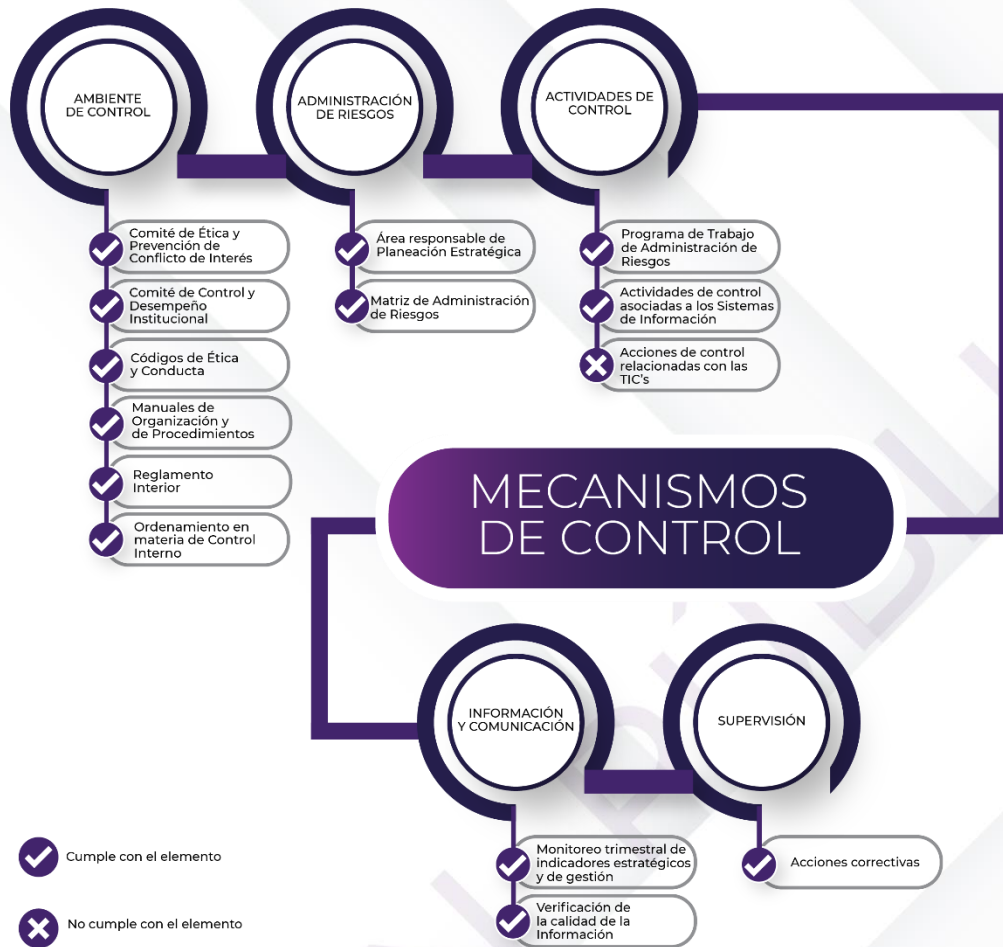 AMBIENTE
DE CONTROL
ADMINISTRACIÓN
DE RIESGOS
ACTIVIDADES DE
CONTROL
Comité de Ética y
Prevención de
Conflicto de Interés
Comité de Control y
Desempeño
Institucional
Códigos de Ética
y Conducta
Manuales de
Organización y
de Procedimientos
Reglamento
Interior
Ordenamiento en
materia de Control
Interno
Área responsable de
Planeación Estratégica
Matriz de Administración
de Riesgos
Programa de Trabajo
de Administración de
Riesgos
Actividades de control
asociadas a los Sistemas
de Información
Acciones de control
relacionadas con las
TIC's
MECANISMOS
DE CONTROL
INFORMACIÓN
Y COMUNICACIÓN
SUPERVISIÓN
Monitoreo trimestral de
indicadores estratégicos
y de gestión
Verificación de
la calidad de la
Información
Acciones correctivas
Cumple con el elemento
No cumple con el elemento